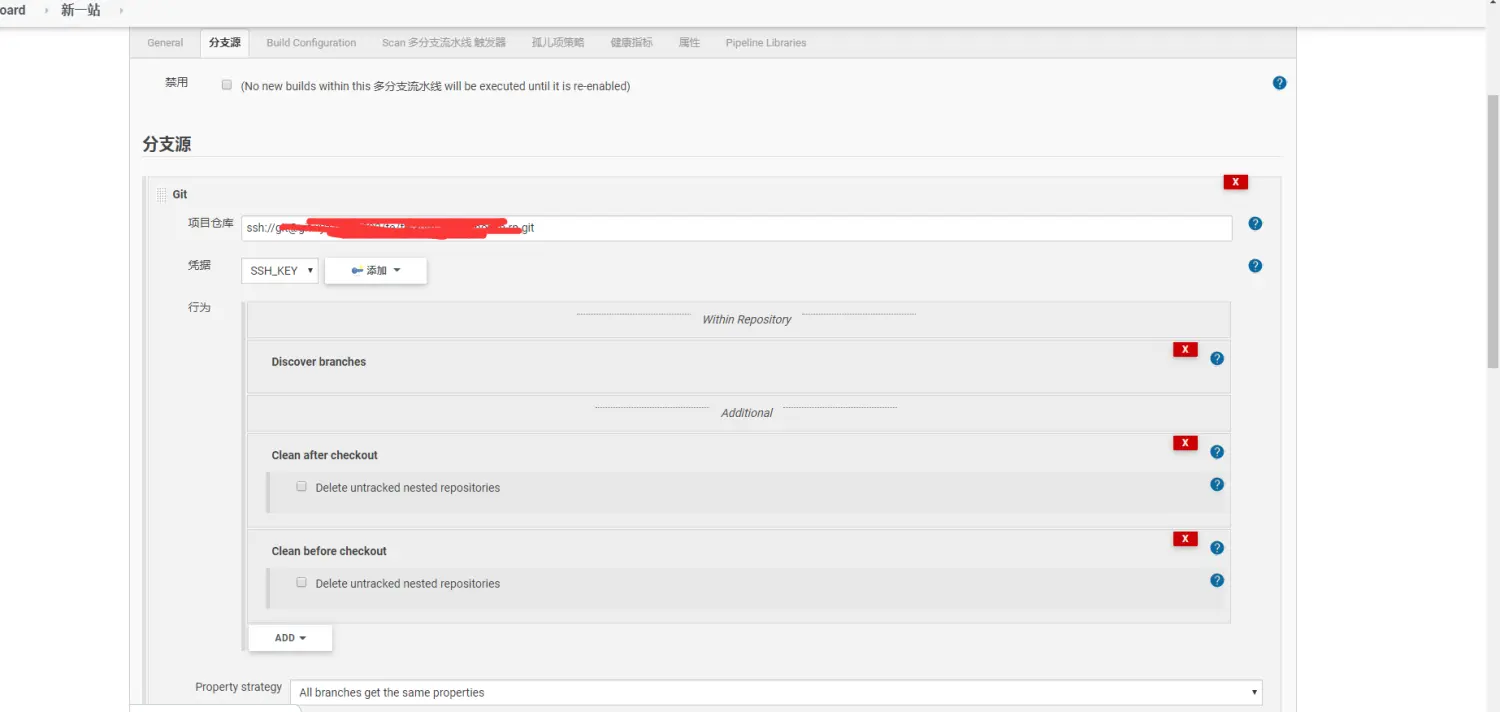 oard › 新一站 ›
General 分支源 Build Configuration Scan 多分支流水线 触发器 孤儿项策略 健康指标 属性 Pipeline Libraries
禁用 (No new builds within this 多分支流水线 will be executed until it is re-enabled)
分支源
X
Git
项目仓库 ssh:// git
凭据 SSH_KEY 添加
行为
Within Repository
X
Discover branches
Additional
X
Clean after checkout
Delete untracked nested repositories
X
Clean before checkout
Delete untracked nested repositories
ADD
Property strategy All branches get the same properties